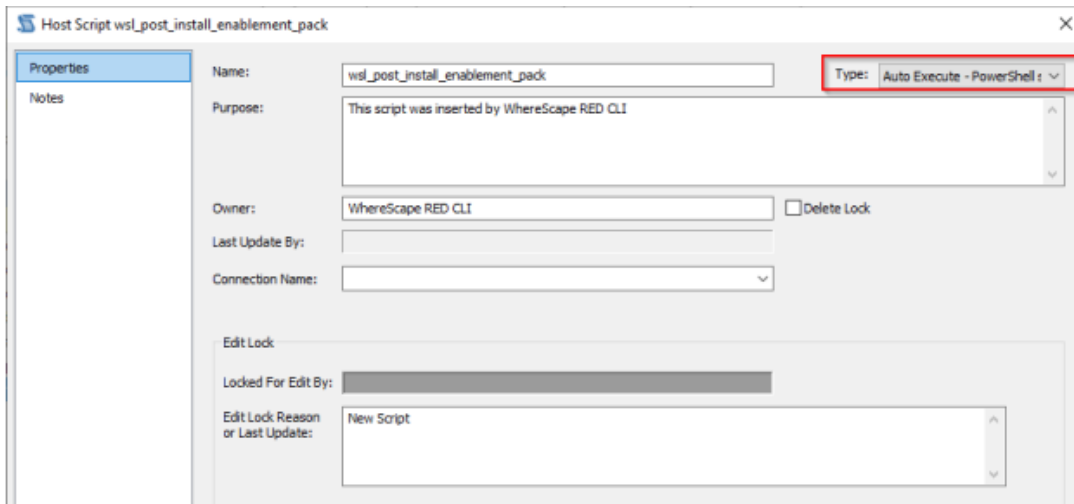 Host Script wsl_post_install_enablement_pack
Properties
Notes
Name:
wsl_post_install_enablement_pack
Type:
Auto Execute - PowerShell s
Purpose:
This script was inserted by WhereScape RED CLI
Owner:
WhereScape RED CLI
Delete Lock
Last Update By:
Connection Name:
Edit Lock
Locked For Edit By:
Edit Lock Reason
or Last Update:
New Script